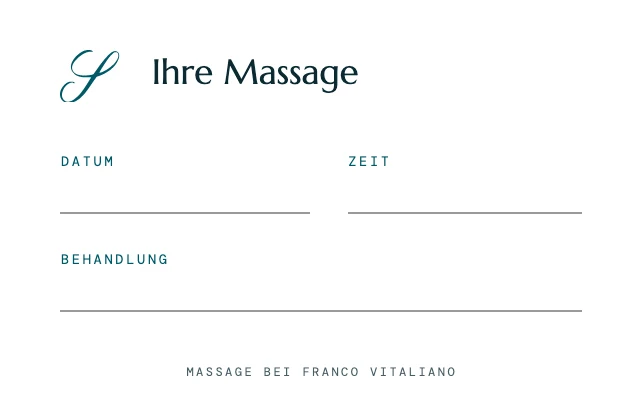 S Ihre Massage
DATUM ZEIT
BEHANDLUNG
MASSAGE BEI FRANCO VITALIANO